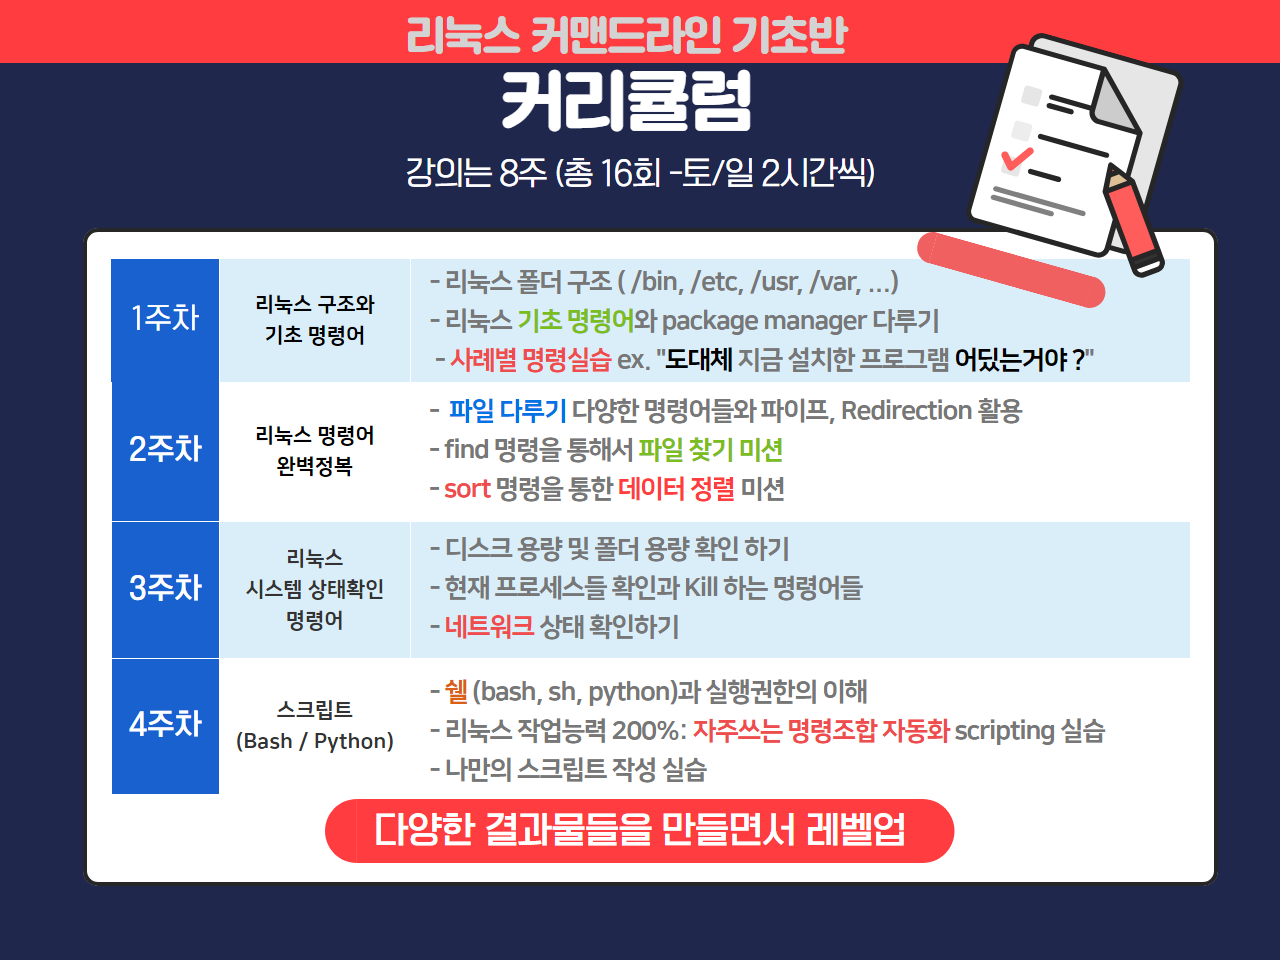 리눅스 커맨드라인 기초반
커리큘럼
강의는 8주 (총 16회 -토/일 2시간씩)
1주차
리눅스 구조와
기초 명령어
- 리눅스 폴더 구조 ( /bin, /etc, /usr, /var, ...)
- 리눅스 기초 명령어와 package manager 다루기
- 사례별 명령실습 ex. "도대체 지금 설치한 프로그램 어딨는거야 ?"
2주차
리눅스 명령어
완벽정복
- 파일 다루기 다양한 명령어들와 파이프, Redirection 활용
- find 명령을 통해서 파일 찾기 미션
- sort 명령을 통한 데이터 정렬 미션
3주차
리눅스
시스템 상태확인
명령어
- 디스크 용량 및 폴더 용량 확인 하기
- 현재 프로세스들 확인과 Kill 하는 명령어들
- 네트워크 상태 확인하기
4주차
스크립트
(Bash / Python)
- 쉘 (bash, sh, python)과 실행권한의 이해
- 리눅스 작업능력 200%: 자주쓰는 명령조합 자동화 scripting 실습
- 나만의 스크립트 작성 실습
다양한 결과물들을 만들면서 레벨업